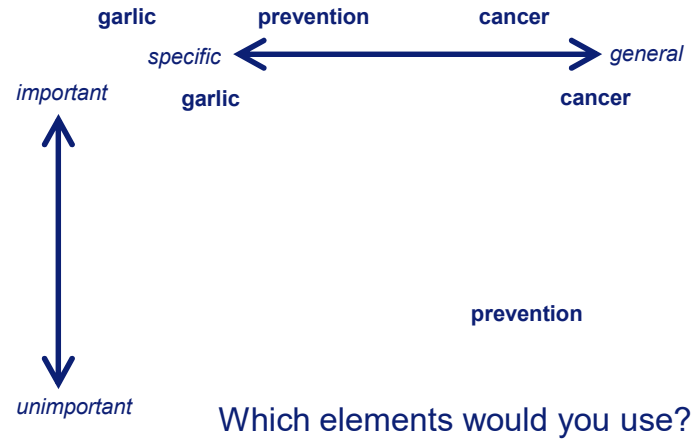 garlic prevention cancer
specific general
important garlic cancer
prevention
unimportant
Which elements would you use?